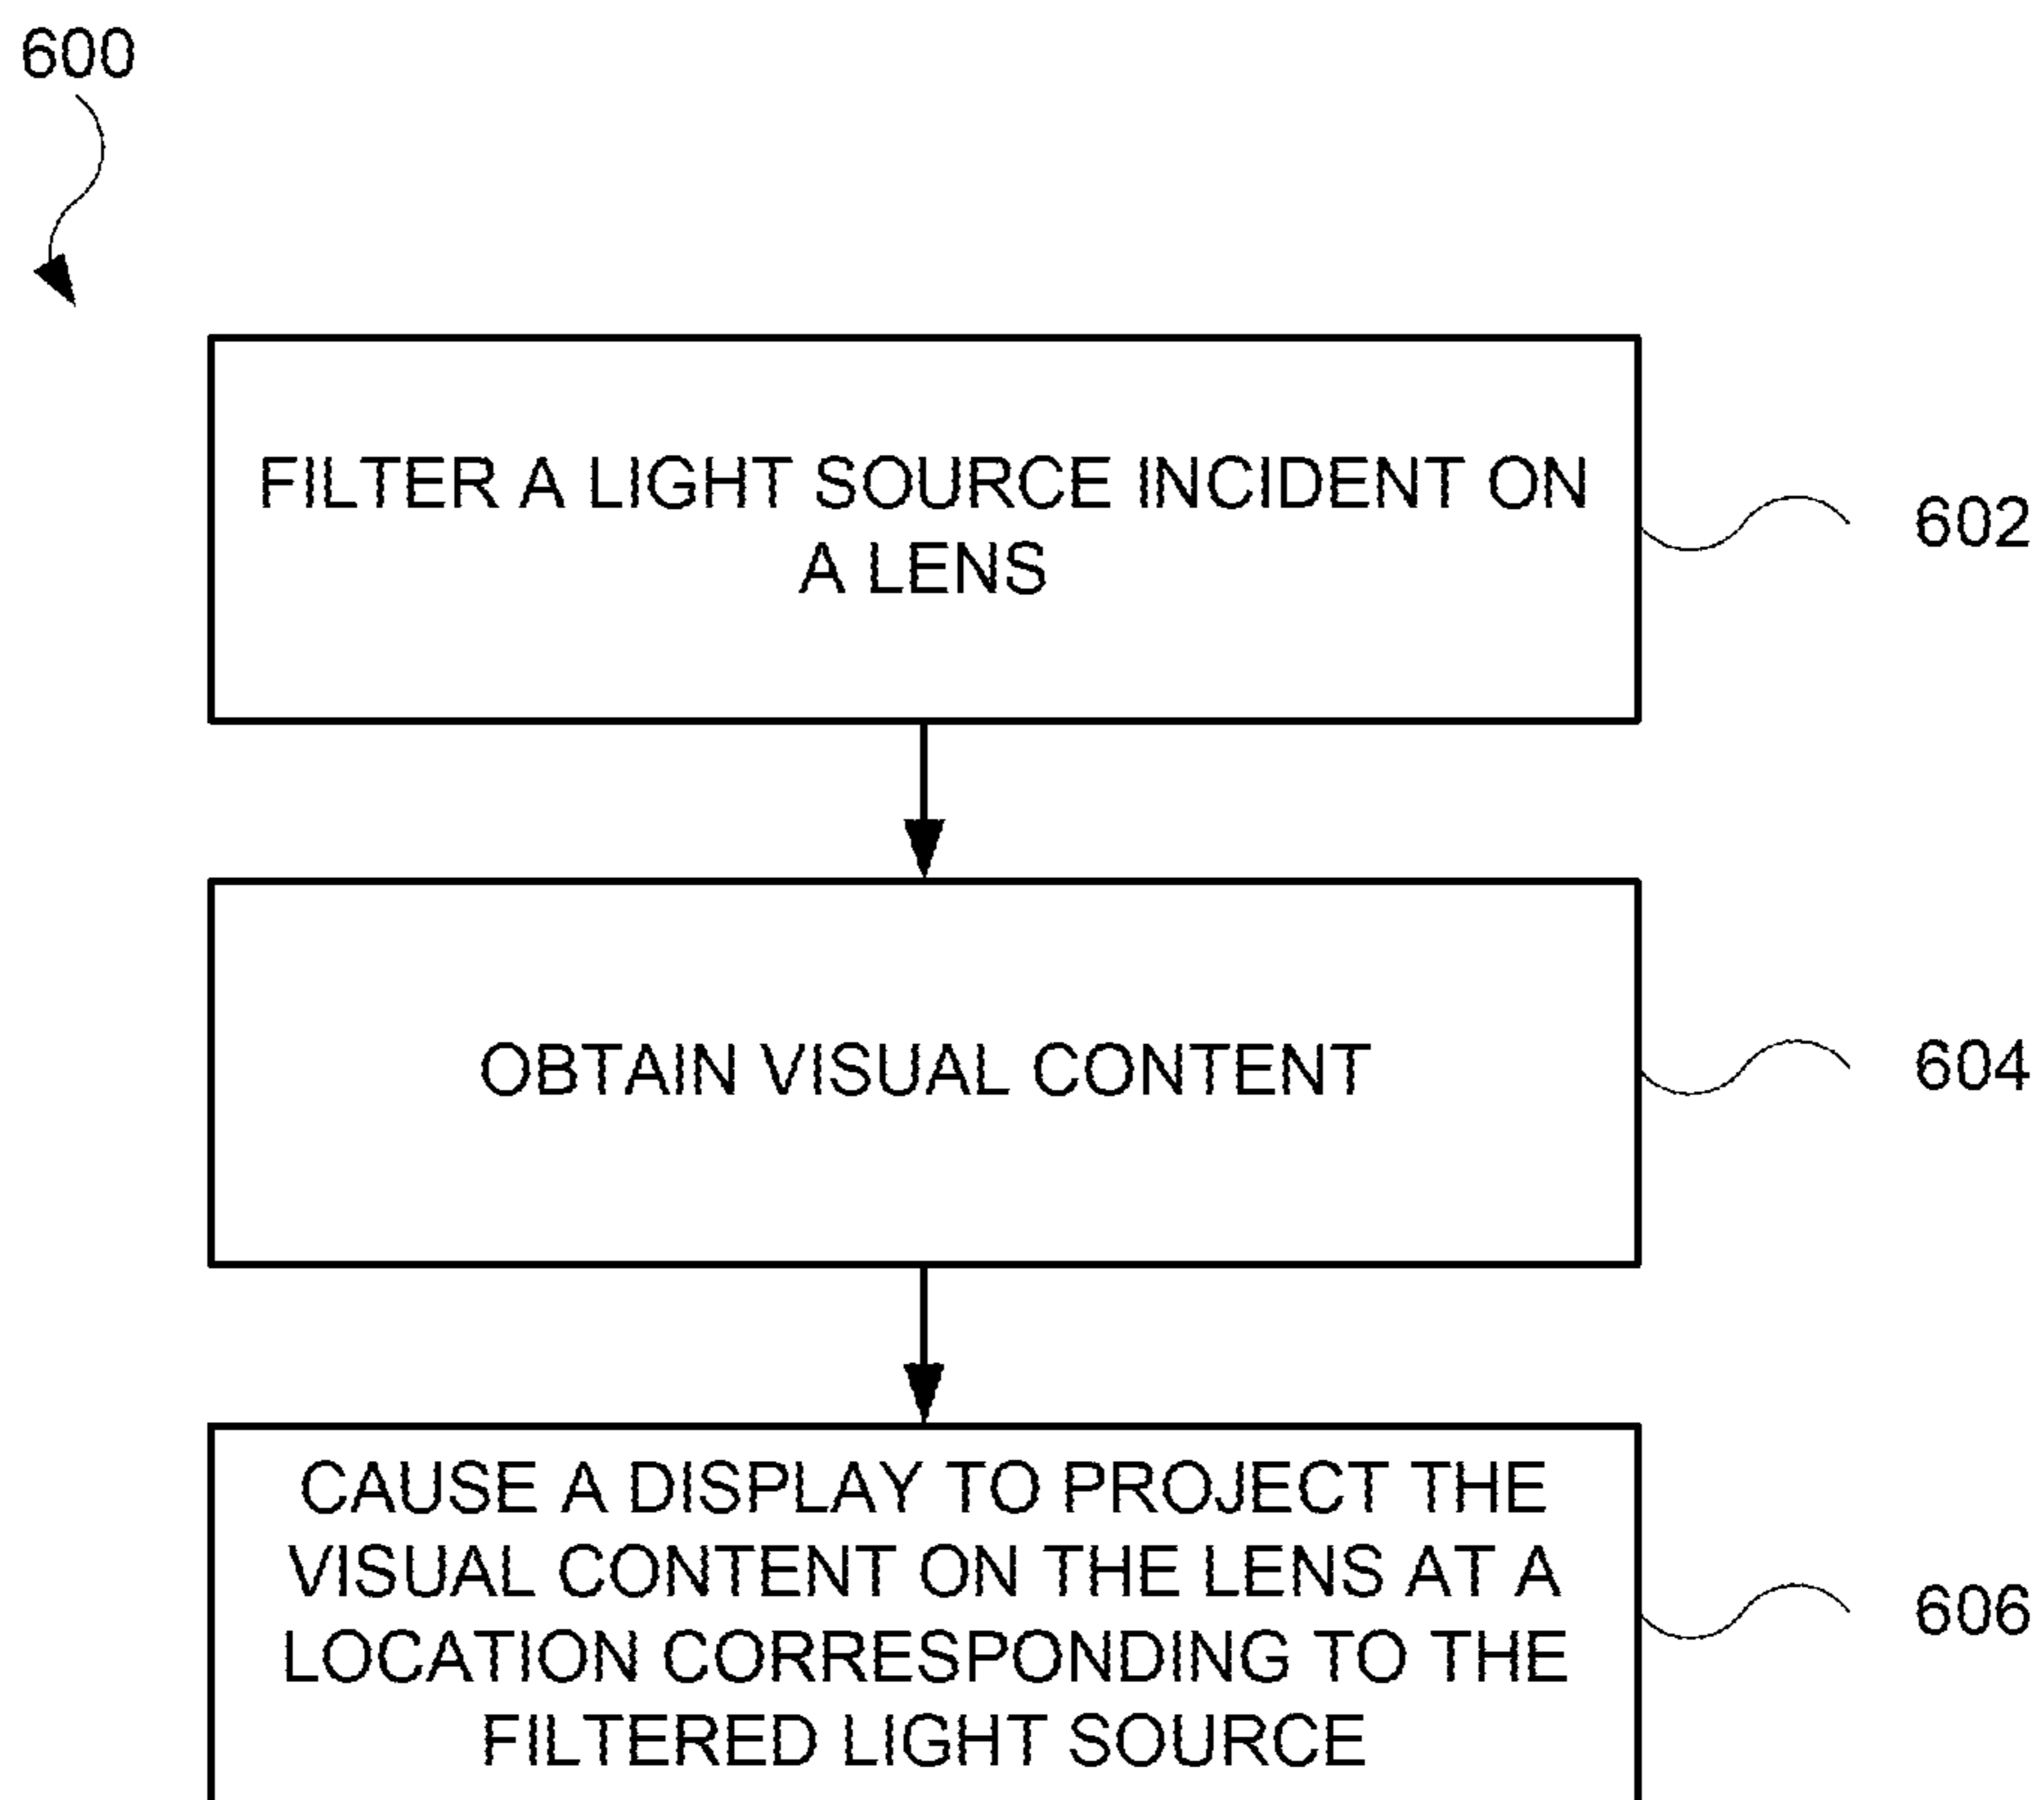 600
FILTER A LIGHT SOURCE INCIDENT ON
A LENS
602
OBTAIN VISUAL CONTENT
604
CAUSE A DISPLAY TO PROJECT THE
VISUAL CONTENT ON THE LENS AT A
LOCATION CORRESPONDING TO THE
FILTERED LIGHT SOURCE
606